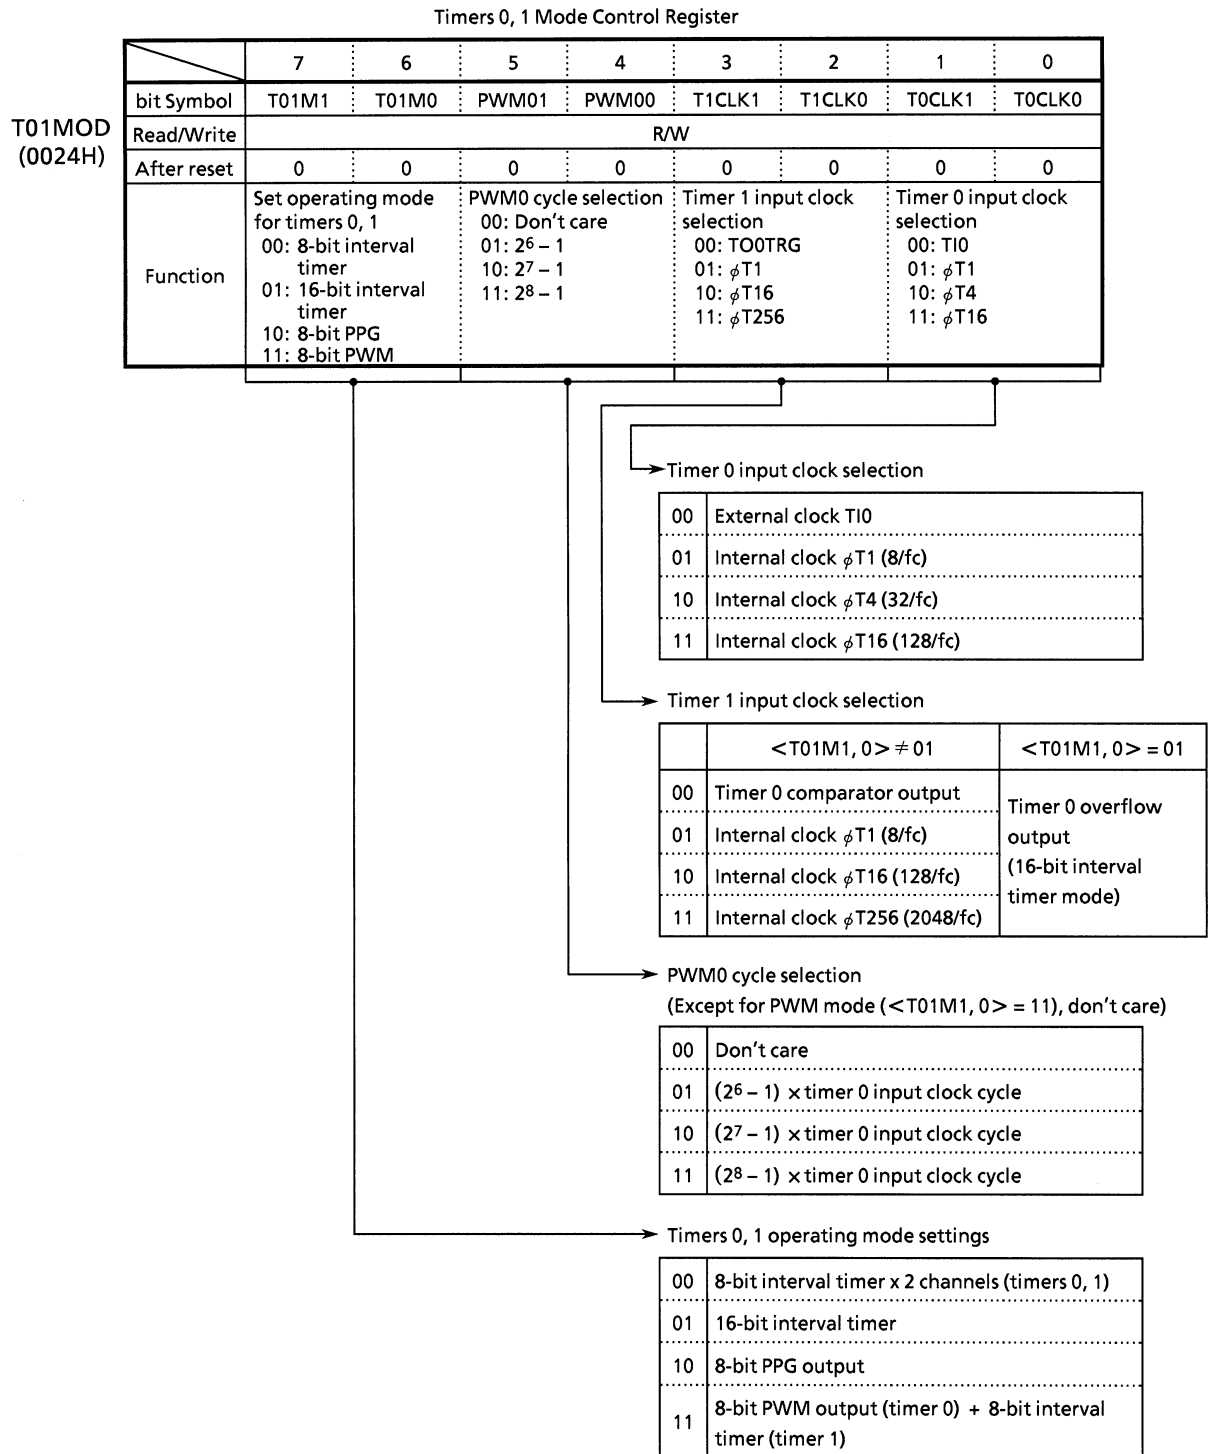 Timers 0, 1 Mode Control Register
7 6 5 4 3 2 1 0
T01MOD
(0024H)
bit Symbol T01M1 T01M0 PWM01 PWM00 T1CLK1 T1CLK0 T0CLK1 T0CLK0
Read/Write R/W
After reset 0 0 0 0 0 0 0 0
Function
Set operating mode
for timers 0, 1
00: 8-bit interval
timer
01: 16-bit interval
timer
10: 8-bit PPG
11: 8-bit PWM
PWM0 cycle selection
00: Don't care
01: 2⁶ – 1
10: 2⁷ – 1
11: 2⁸ – 1
Timer 1 input clock
selection
00: TO0TRG
01: ϕT1
10: ϕT16
11: ϕT256
Timer 0 input clock
selection
00: TI0
01: ϕT1
10: ϕT4
11: ϕT16
Timer 0 input clock selection
00 External clock TI0
01 Internal clock ϕT1 (8/fc)
10 Internal clock ϕT4 (32/fc)
11 Internal clock ϕT16 (128/fc)
Timer 1 input clock selection
<T01M1, 0> ≠ 01 <T01M1, 0> = 01
00 Timer 0 comparator output
01 Internal clock ϕT1 (8/fc)
10 Internal clock ϕT16 (128/fc)
11 Internal clock ϕT256 (2048/fc)
Timer 0 overflow
output
(16-bit interval
timer mode)
PWM0 cycle selection
(Except for PWM mode (<T01M1, 0> = 11), don't care)
00 Don't care
01 (2⁶ – 1) × timer 0 input clock cycle
10 (2⁷ – 1) × timer 0 input clock cycle
11 (2⁸ – 1) × timer 0 input clock cycle
Timers 0, 1 operating mode settings
00 8-bit interval timer x 2 channels (timers 0, 1)
01 16-bit interval timer
10 8-bit PPG output
11 8-bit PWM output (timer 0) + 8-bit interval
timer (timer 1)